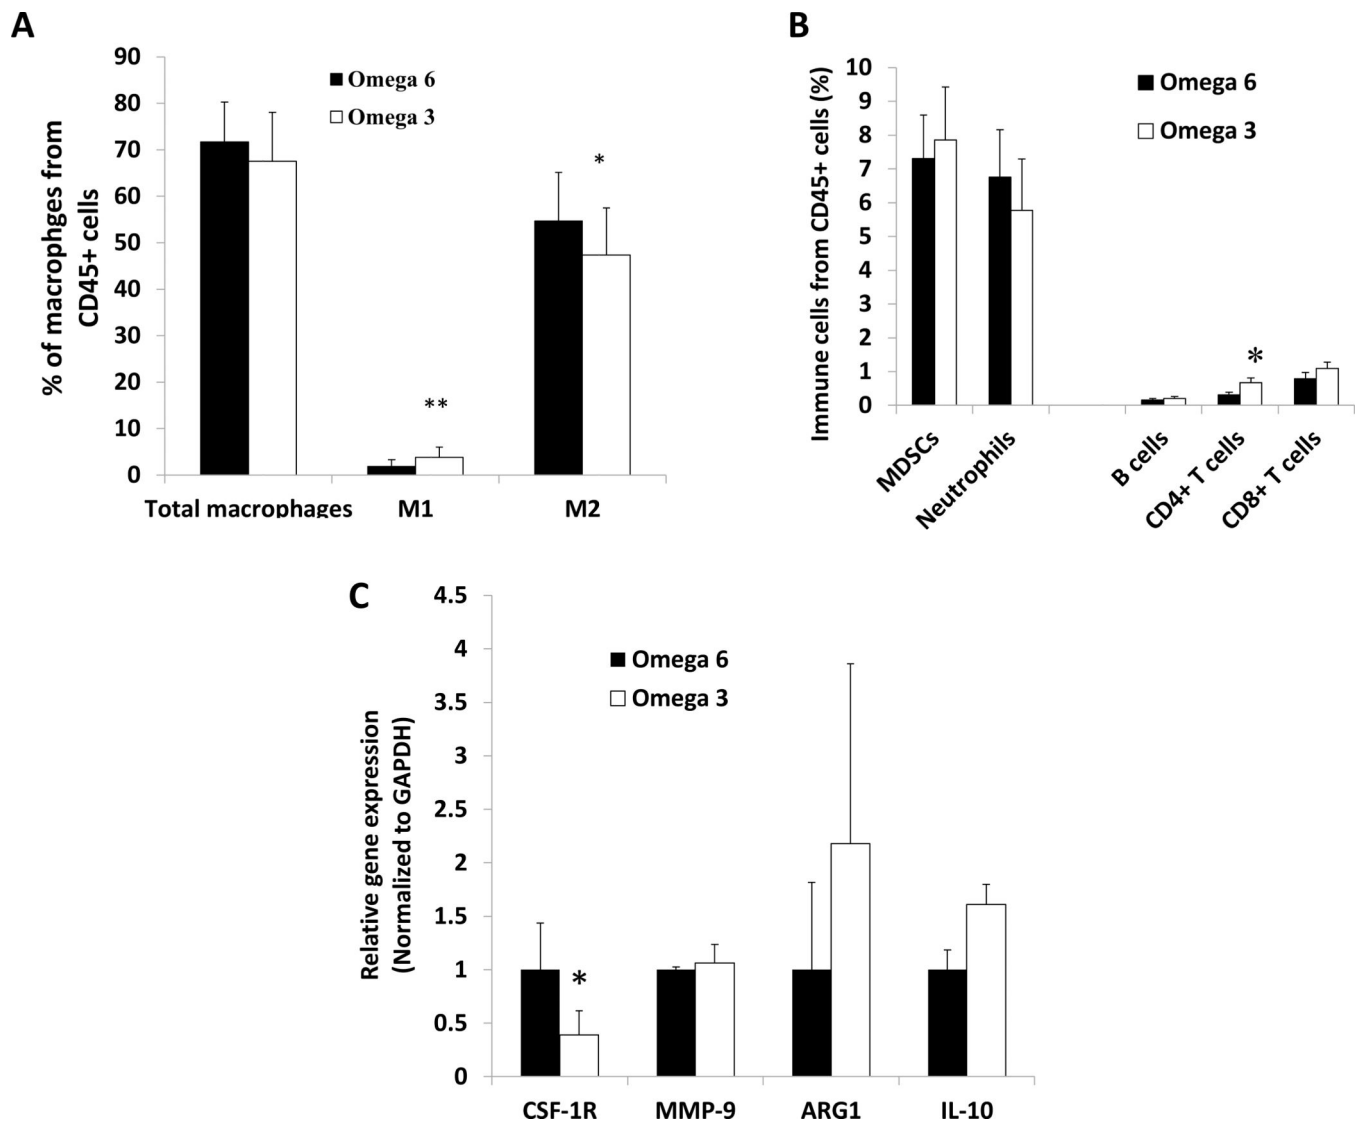 A
90
80
70
60
50
40
30
20
10
0
% of macrophges from
CD45+ cells
Omega 6
Omega 3
*
**
Total macrophages
M1
M2
B
10
9
8
7
6
5
4
3
2
1
0
Immune cells from CD45+ cells (%)
Omega 6
Omega 3
*
MDSCs
Neutrophils
B cells
CD4+ T cells
CD8+ T cells
C
4.5
4
3.5
3
2.5
2
1.5
1
0.5
0
Relative gene expression
(Normalized to GAPDH)
Omega 6
Omega 3
*
CSF-1R
MMP-9
ARG1
IL-10